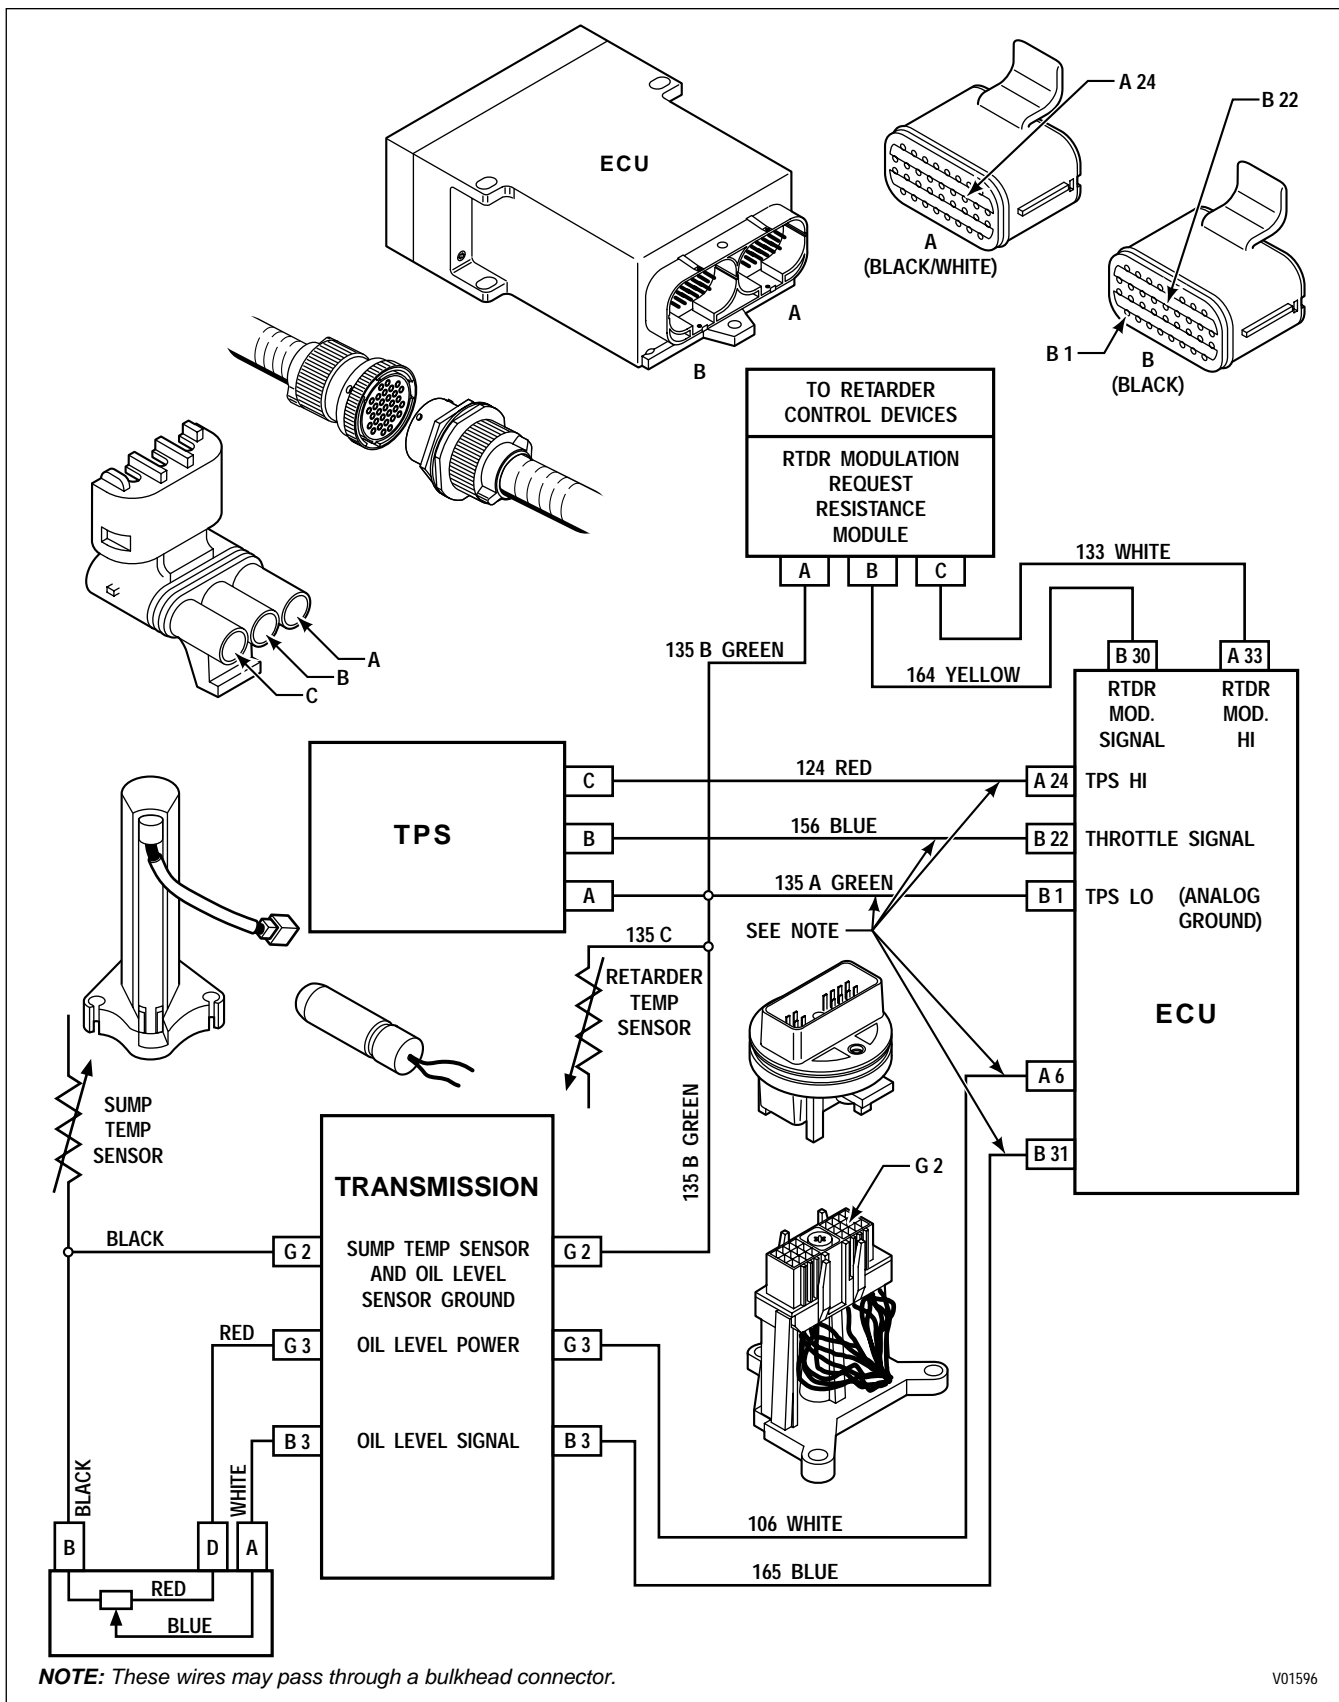 ECU
A 24
B 22
A
(BLACK/WHITE)
B 1
B
(BLACK)
A
B
TO RETARDER
CONTROL DEVICES
RTDR MODULATION
REQUEST
RESISTANCE
MODULE
A
B
C
133 WHITE
A
B
C
135 B GREEN
164 YELLOW
B 30
A 33
RTDR
MOD.
SIGNAL
RTDR
MOD.
HI
TPS
C
124 RED
A 24
TPS HI
B
156 BLUE
B 22
THROTTLE SIGNAL
A
135 A GREEN
B 1
TPS LO
(ANALOG
GROUND)
SEE NOTE
135 C
RETARDER
TEMP
SENSOR
ECU
A 6
B 31
135 B GREEN
SUMP
TEMP
SENSOR
TRANSMISSION
G 2
BLACK
G 2
SUMP TEMP SENSOR
AND OIL LEVEL
SENSOR GROUND
G 2
RED
G 3
OIL LEVEL POWER
G 3
B 3
OIL LEVEL SIGNAL
B 3
BLACK
WHITE
106 WHITE
165 BLUE
B
D
A
RED
BLUE
NOTE: These wires may pass through a bulkhead connector.
V01596